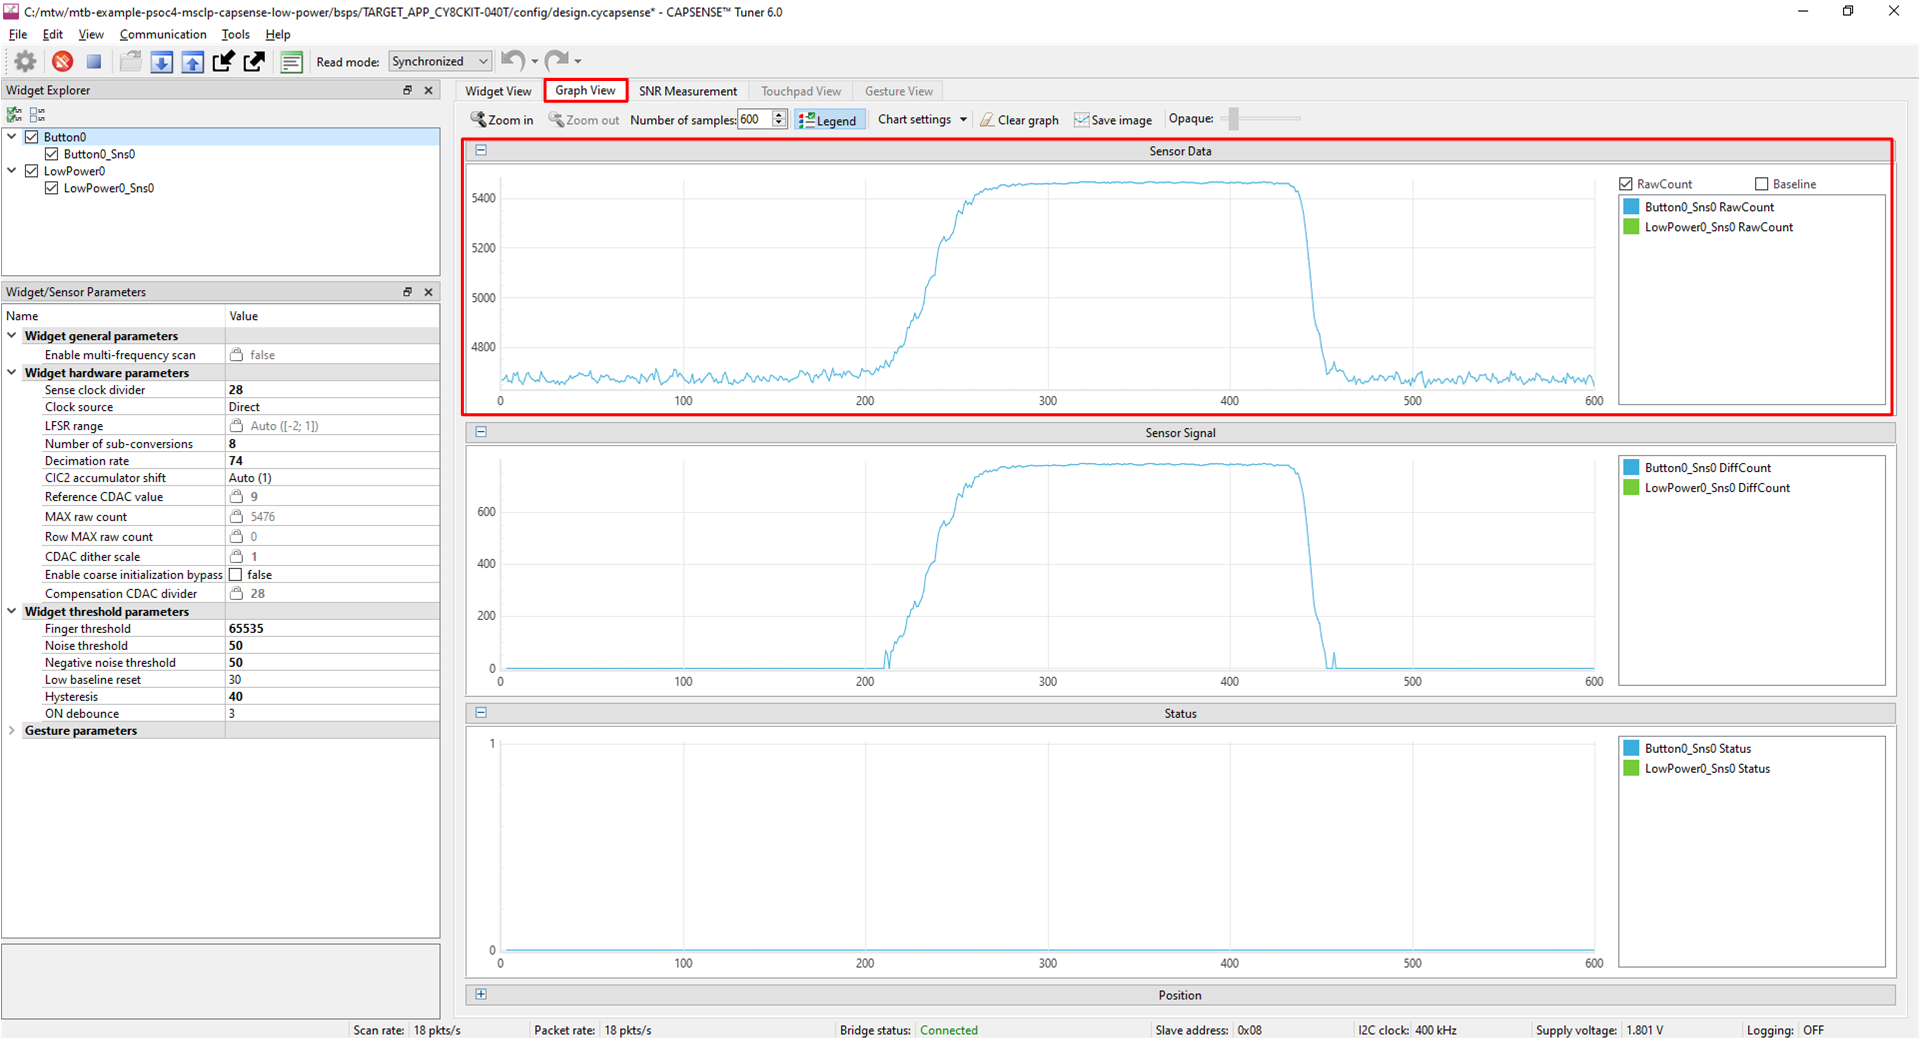 C:/mtw/mtb-example-psoc4-msclp-capsense-low-power/bsps/TARGET_APP_CY8CKIT-040T/config/design.cycapsense* - CAPSENSE™ Tuner 6.0
File Edit View Communication Tools Help
Read mode: Synchronized
Widget Explorer
Button0
Button0_Sns0
LowPower0
LowPower0_Sns0
Widget/Sensor Parameters
Name Value
Widget general parameters
Enable multi-frequency scan false
Widget hardware parameters
Sense clock divider 28
Clock source Direct
LFSR range Auto ([-2; 1])
Number of sub-conversions 8
Decimation rate 74
CIC2 accumulator shift Auto (1)
Reference CDAC value 9
MAX raw count 5476
Row MAX raw count 0
CDAC dither scale 1
Enable coarse initialization bypass false
Compensation CDAC divider 28
Widget threshold parameters
Finger threshold 65535
Noise threshold 50
Negative noise threshold 50
Low baseline reset 30
Hysteresis 40
ON debounce 3
Gesture parameters
Widget View Graph View SNR Measurement Touchpad View Gesture View
Zoom in Zoom out Number of samples: 600 Legend Chart settings Clear graph Save image Opaque:
Sensor Data
5400
5200
5000
4800
0 100 200 300 400 500 600
RawCount Baseline
Button0_Sns0 RawCount
LowPower0_Sns0 RawCount
Sensor Signal
600
400
200
0
0 100 200 300 400 500 600
Button0_Sns0 DiffCount
LowPower0_Sns0 DiffCount
Status
1
0
0 100 200 300 400 500 600
Button0_Sns0 Status
LowPower0_Sns0 Status
Position
Scan rate: 18 pkts/s Packet rate: 18 pkts/s Bridge status: Connected Slave address: 0x08 I2C clock: 400 kHz Supply voltage: 1.801 V Logging: OFF